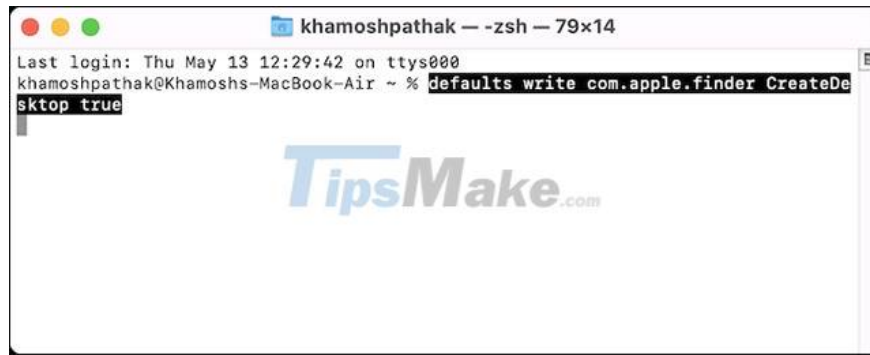 khamoshpathak — -zsh — 79×14
Last login: Thu May 13 12:29:42 on ttys000
khamoshpathak@Khamoshs-MacBook-Air ~ % defaults write com.apple.finder CreateDe
sktop true
TipsMake.com